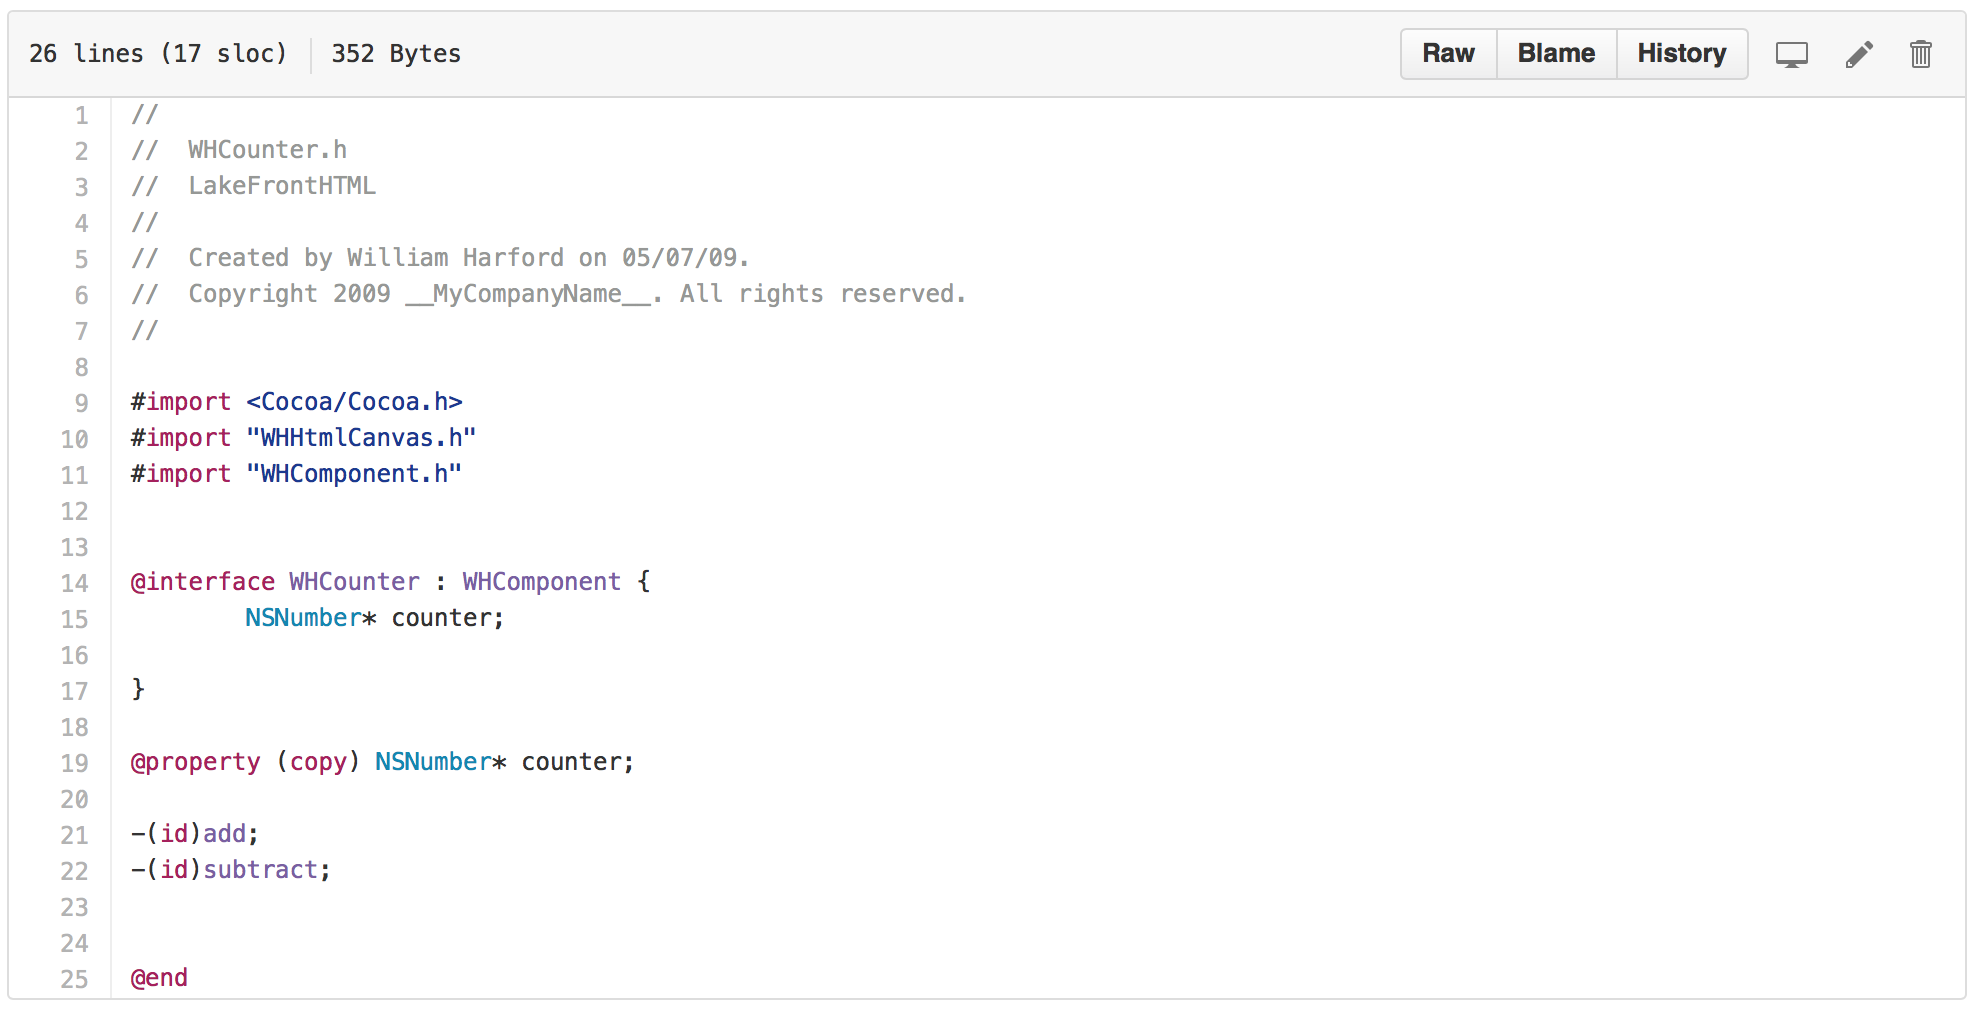 26 lines (17 sloc) 352 Bytes Raw Blame History
1 //
2 //  WHCounter.h
3 //  LakeFrontHTML
4 //
5 //  Created by William Harford on 05/07/09.
6 //  Copyright 2009 __MyCompanyName__. All rights reserved.
7 //
8
9 #import <Cocoa/Cocoa.h>
10 #import "WHHtmlCanvas.h"
11 #import "WHComponent.h"
12
13
14 @interface WHCounter : WHComponent {
15         NSNumber* counter;
16
17 }
18
19 @property (copy) NSNumber* counter;
20
21 -(id)add;
22 -(id)subtract;
23
24
25 @end